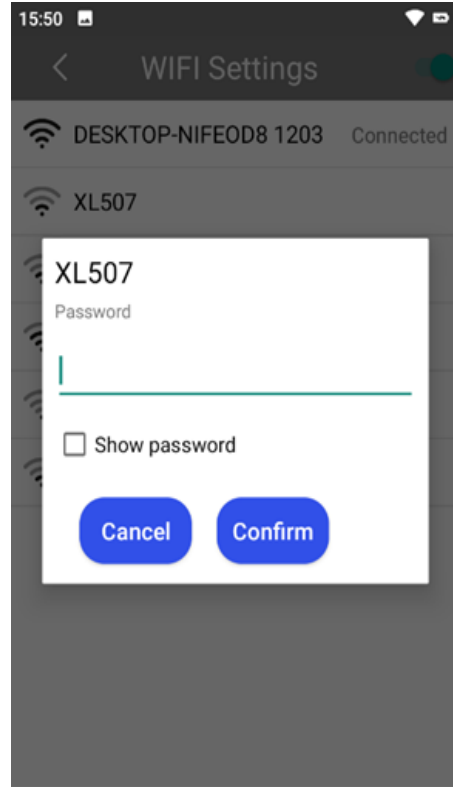 15:50
WIFI Settings
DESKTOP-NIFEOD8 1203 Connected
XL507
XL507
Password
Show password
Cancel Confirm